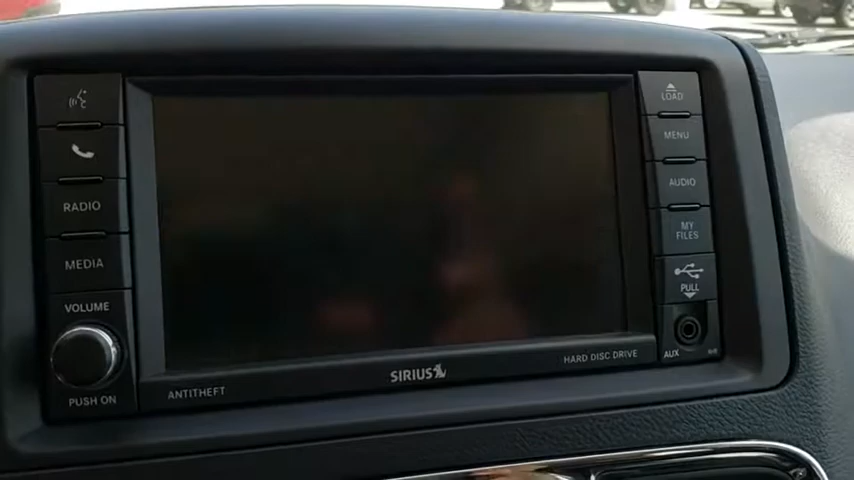 RADIO
MEDIA
VOLUME
PUSH ON
ANTITHEFT
SIRIUS
HARD DISC DRIVE
LOAD
MENU
AUDIO
MY
FILES
PULL
AUX